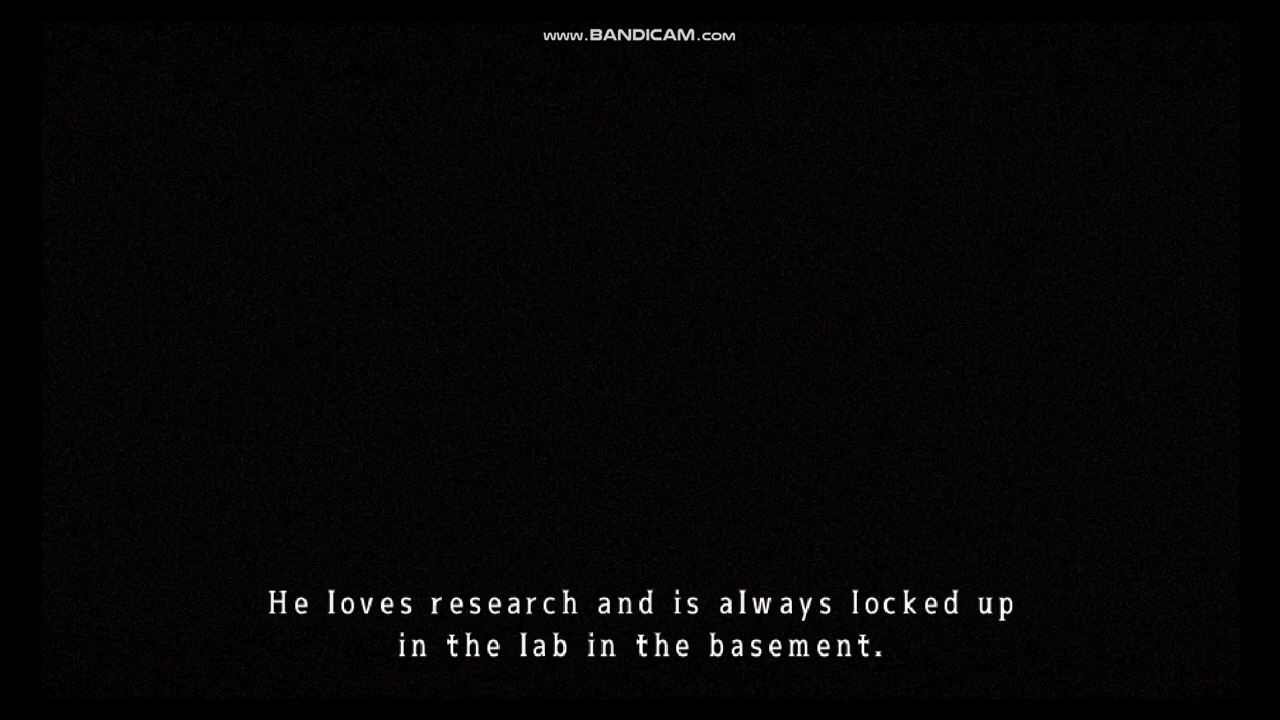 www.BANDICAM.com
He loves research and is always locked up
in the lab in the basement.